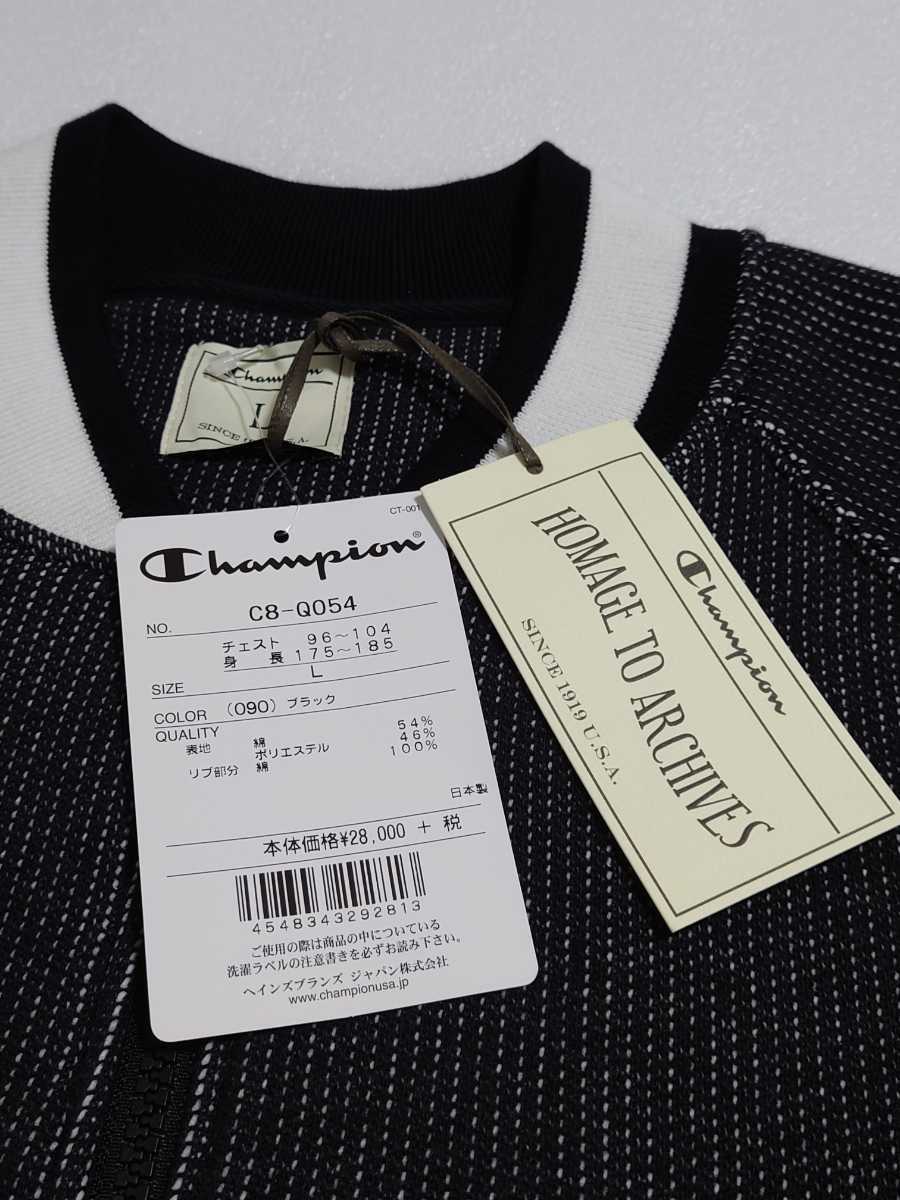 Champion
L
SINCE
U.S.A.
CT-001
Champion®
NO. C8-Q054
チェスト 96～104
身長 175～185
SIZE L
COLOR (090) ブラック
QUALITY
表地 綿 54%
ポリエステル 46%
リブ部分 綿 100%
日本製
本体価格¥28,000 + 税
4548343292813
ご使用の際は商品の中についている
洗濯ラベルの注意書きを必ずお読み下さい。
ヘインズブランズ ジャパン株式会社
www.championusa.jp
Champion
HOMAGE TO ARCHIVES
SINCE 1919 U.S.A.